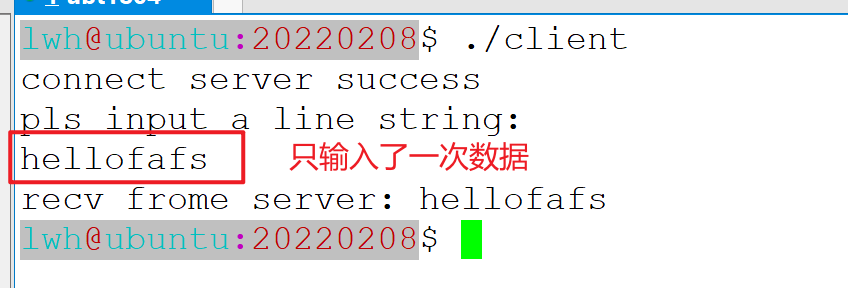 lwh@ubuntu:20220208$ ./client
connect server success
pls input a line string:
hellofafs 只输入了一次数据
recv frome server: hellofafs
lwh@ubuntu:20220208$